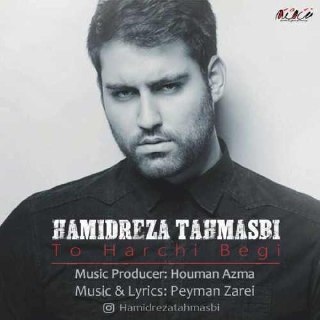 HAMIDREZA TAHMASBI
To Harchi Begi
Music Producer: Houman Azma
Music & Lyrics: Peyman Zarei
Hamidrezatahmasbi